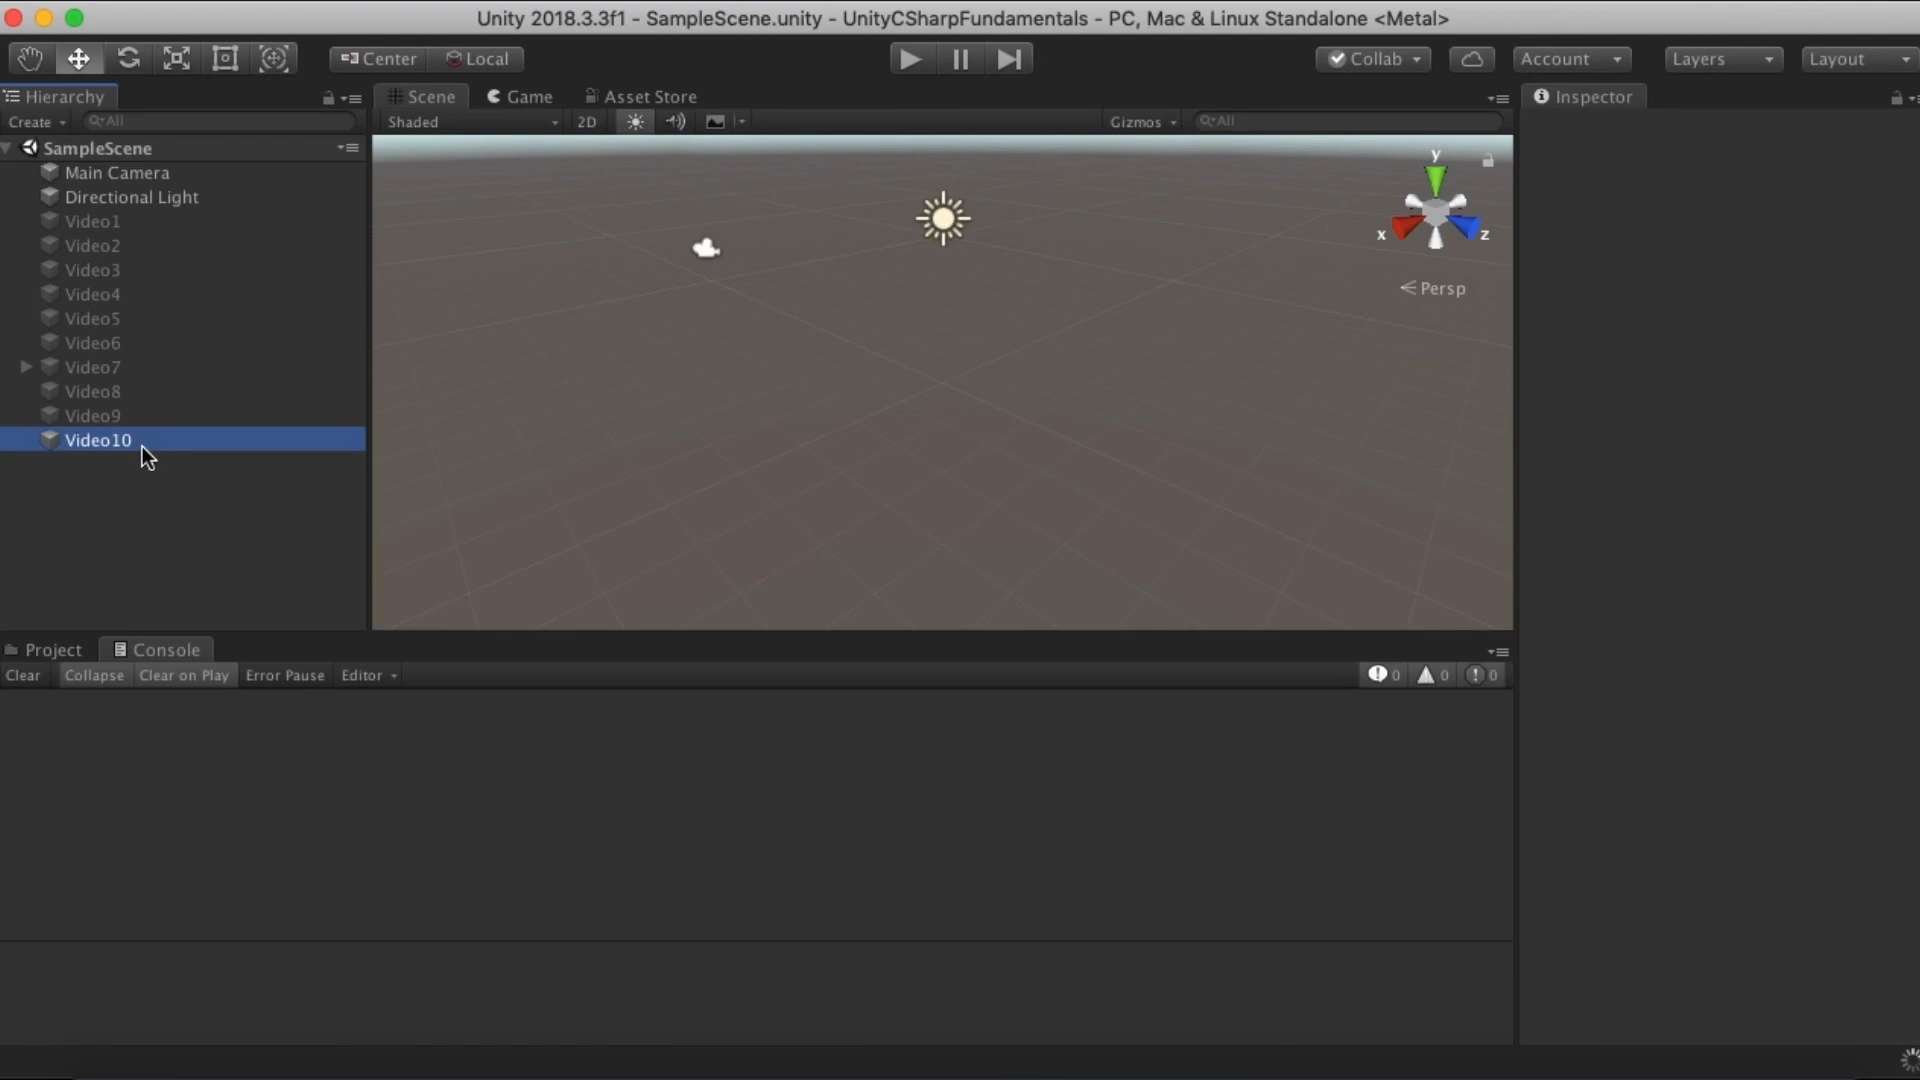 Unity 2018.3.3f1 - SampleScene.unity - UnityCSharpFundamentals - PC, Mac & Linux Standalone <Metal>
Center Local Collab Account Layers Layout
Hierarchy Scene Game Asset Store Inspector
Create All Shaded 2D Gizmos All
SampleScene
Main Camera
Directional Light
Video1
Video2
Video3
Video4
Video5
Video6
Video7
Video8
Video9
Video10
y
x z
Persp
Project Console
Clear Collapse Clear on Play Error Pause Editor 0 0 0